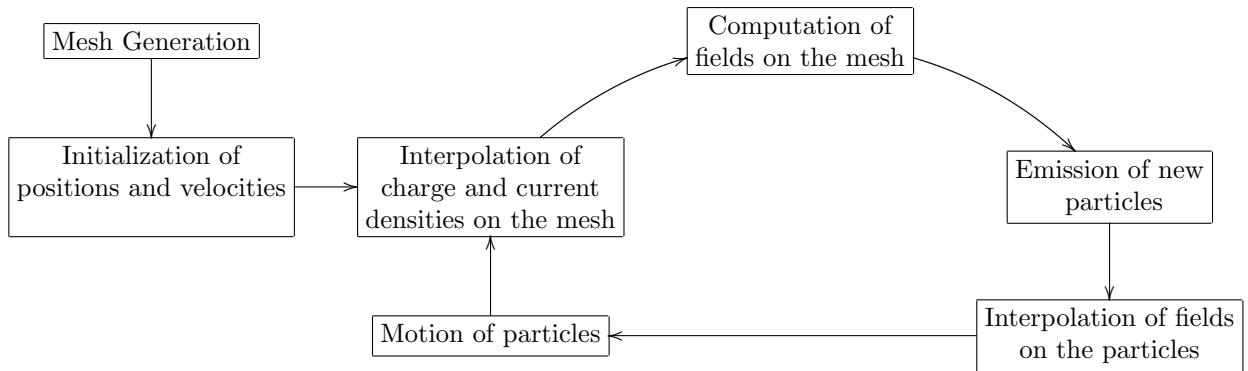 Mesh Generation
Initialization of
positions and velocities
Interpolation of
charge and current
densities on the mesh
Computation of
fields on the mesh
Emission of new
particles
Interpolation of fields
on the particles
Motion of particles